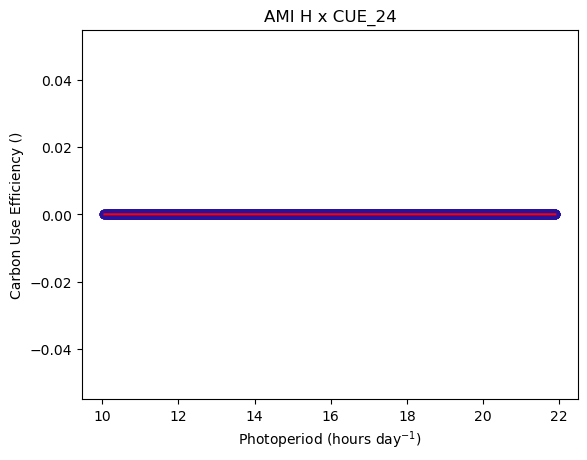 AMI H x CUE_24
Carbon Use Efficiency ()
0.04
0.02
0.00
−0.02
−0.04
10 12 14 16 18 20 22
Photoperiod (hours day⁻¹)